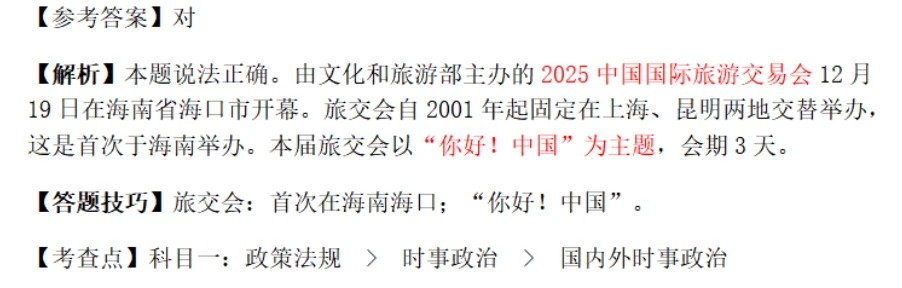 【参考答案】对
【解析】本题说法正确。由文化和旅游部主办的 2025 中国国际旅游交易会 12 月
19 日在海南省海口市开幕。旅交会自 2001 年起固定在上海、昆明两地交替举办，
这是首次于海南举办。本届旅交会以“你好！中国”为主题，会期 3 天。
【答题技巧】旅交会：首次在海南海口；“你好！中国”。
【考查点】科目一：政策法规 > 时事政治 > 国内外时事政治